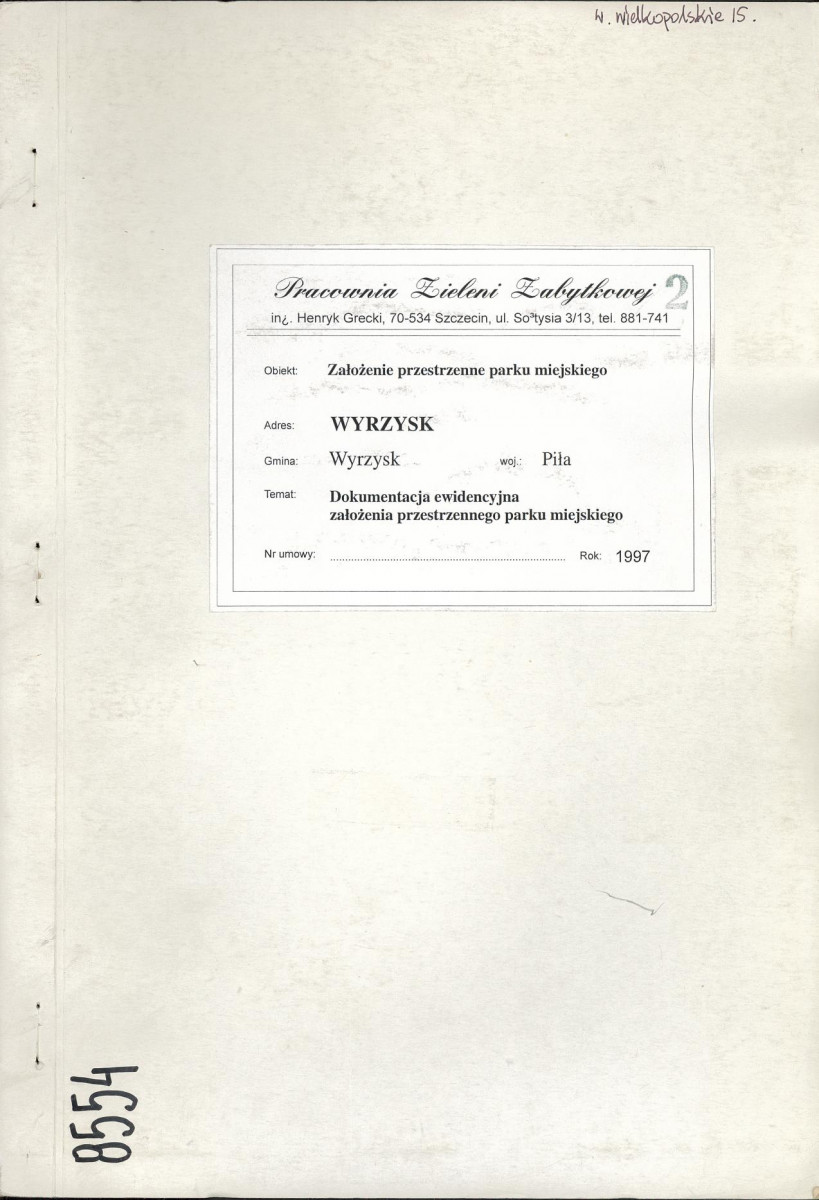 w. wielkopolskie 15.
Pracownia Zieleni Zabytkowej 2
in¿. Henryk Grecki, 70-534 Szczecin, ul. So³tysia 3/13, tel. 881-741
Obiekt: Założenie przestrzenne parku miejskiego
Adres: WYRZYSK
Gmina: Wyrzysk woj.: Piła
Temat: Dokumentacja ewidencyjna
założenia przestrzennego parku miejskiego
Nr umowy: Rok: 1997
8554